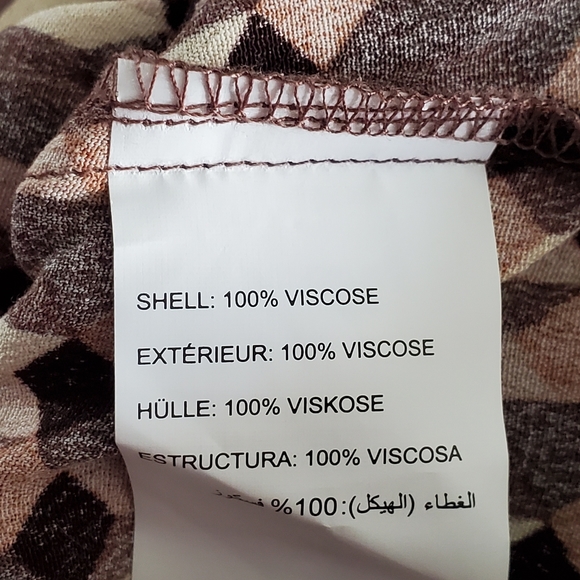 SHELL: 100% VISCOSE
EXTÉRIEUR: 100% VISCOSE
HÜLLE: 100% VISKOSE
ESTRUCTURA: 100% VISCOSA
الغطاء (الهيكل): 100%